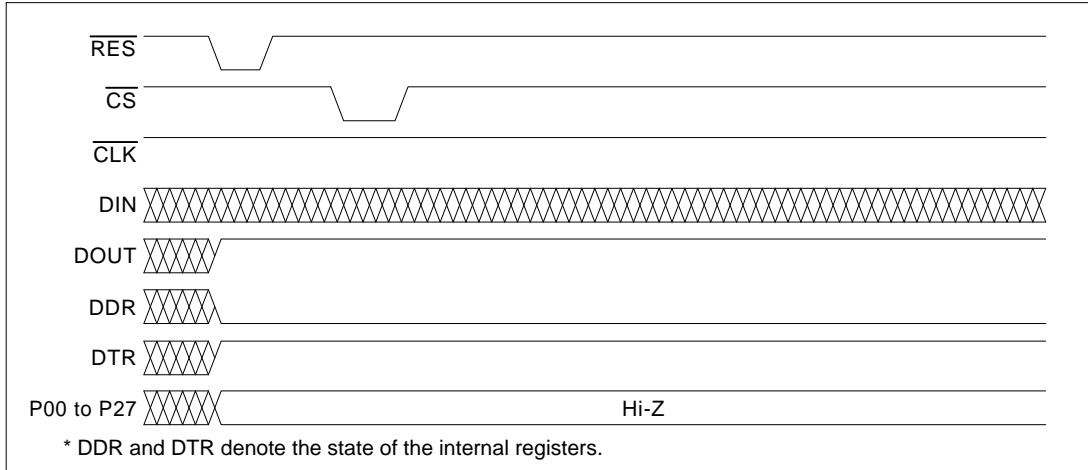 RES
CS
CLK
DIN
DOUT
DDR
DTR
P00 to P27 Hi-Z
* DDR and DTR denote the state of the internal registers.